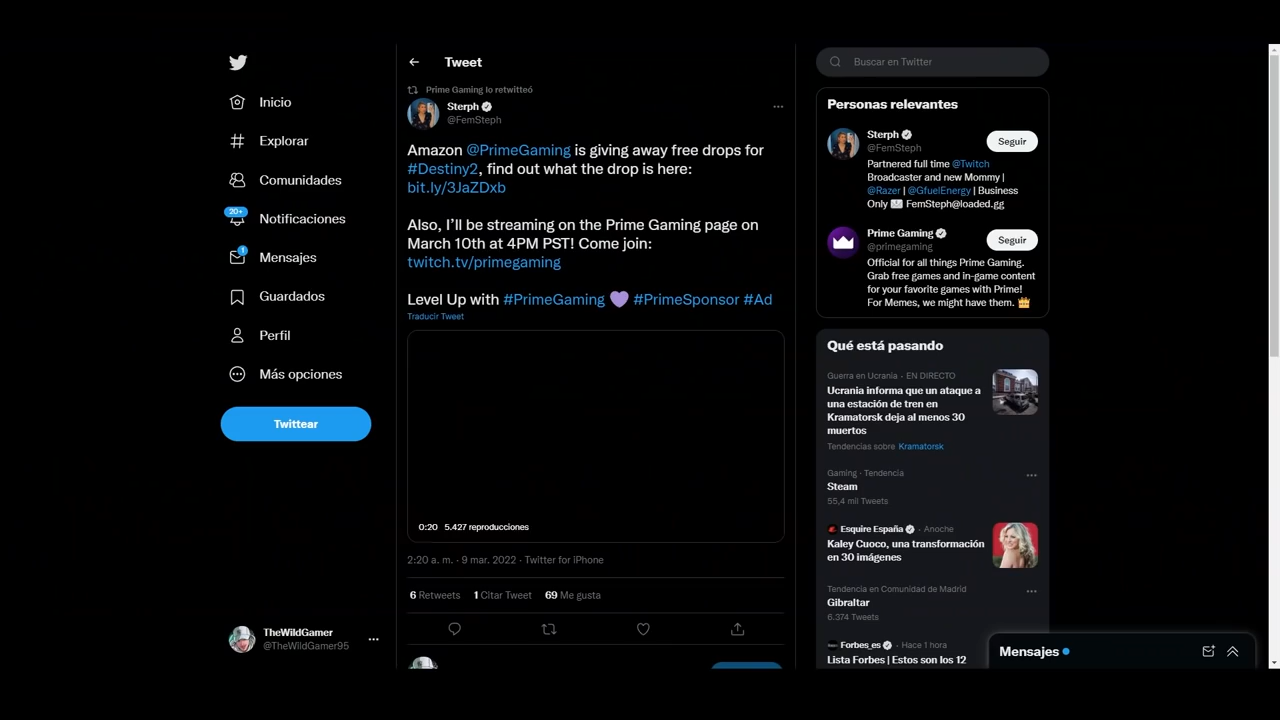 Inicio
Explorar
Comunidades
20+
Notificaciones
1
Mensajes
Guardados
Perfil
Más opciones
Twittear
TheWildGamer
@TheWildGamer95
Tweet
Prime Gaming lo retwitteó
Sterph
@FemSteph
Amazon @PrimeGaming is giving away free drops for
#Destiny2, find out what the drop is here:
bit.ly/3JaZDxb
Also, I'll be streaming on the Prime Gaming page on
March 10th at 4PM PST! Come join:
twitch.tv/primegaming
Level Up with #PrimeGaming 💜 #PrimeSponsor #Ad
Traducir Tweet
0:20 5.427 reproducciones
2:20 a. m. · 9 mar. 2022 · Twitter for iPhone
6 Retweets 1 Citar Tweet 69 Me gusta
Buscar en Twitter
Personas relevantes
Sterph
@FemSteph
Seguir
Partnered full time @Twitch
Broadcaster and new Mommy |
@Razer | @GfuelEnergy | Business
Only 📨 FemSteph@loaded.gg
Prime Gaming
@primegaming
Seguir
Official for all things Prime Gaming.
Grab free games and in-game content
for your favorite games with Prime!
For Memes, we might have them. 👑
Qué está pasando
Guerra en Ucrania · EN DIRECTO
Ucrania informa que un ataque a
una estación de tren en
Kramatorsk deja al menos 30
muertos
Tendencias sobre Kramatorsk
Gaming · Tendencia
Steam
55,4 mil Tweets
Esquire España · Anoche
Kaley Cuoco, una transformación
en 30 imágenes
Tendencia en Comunidad de Madrid
Gibraltar
6.374 Tweets
Forbes_es · Hace 1 hora
Lista Forbes | Estos son los 12
Mensajes